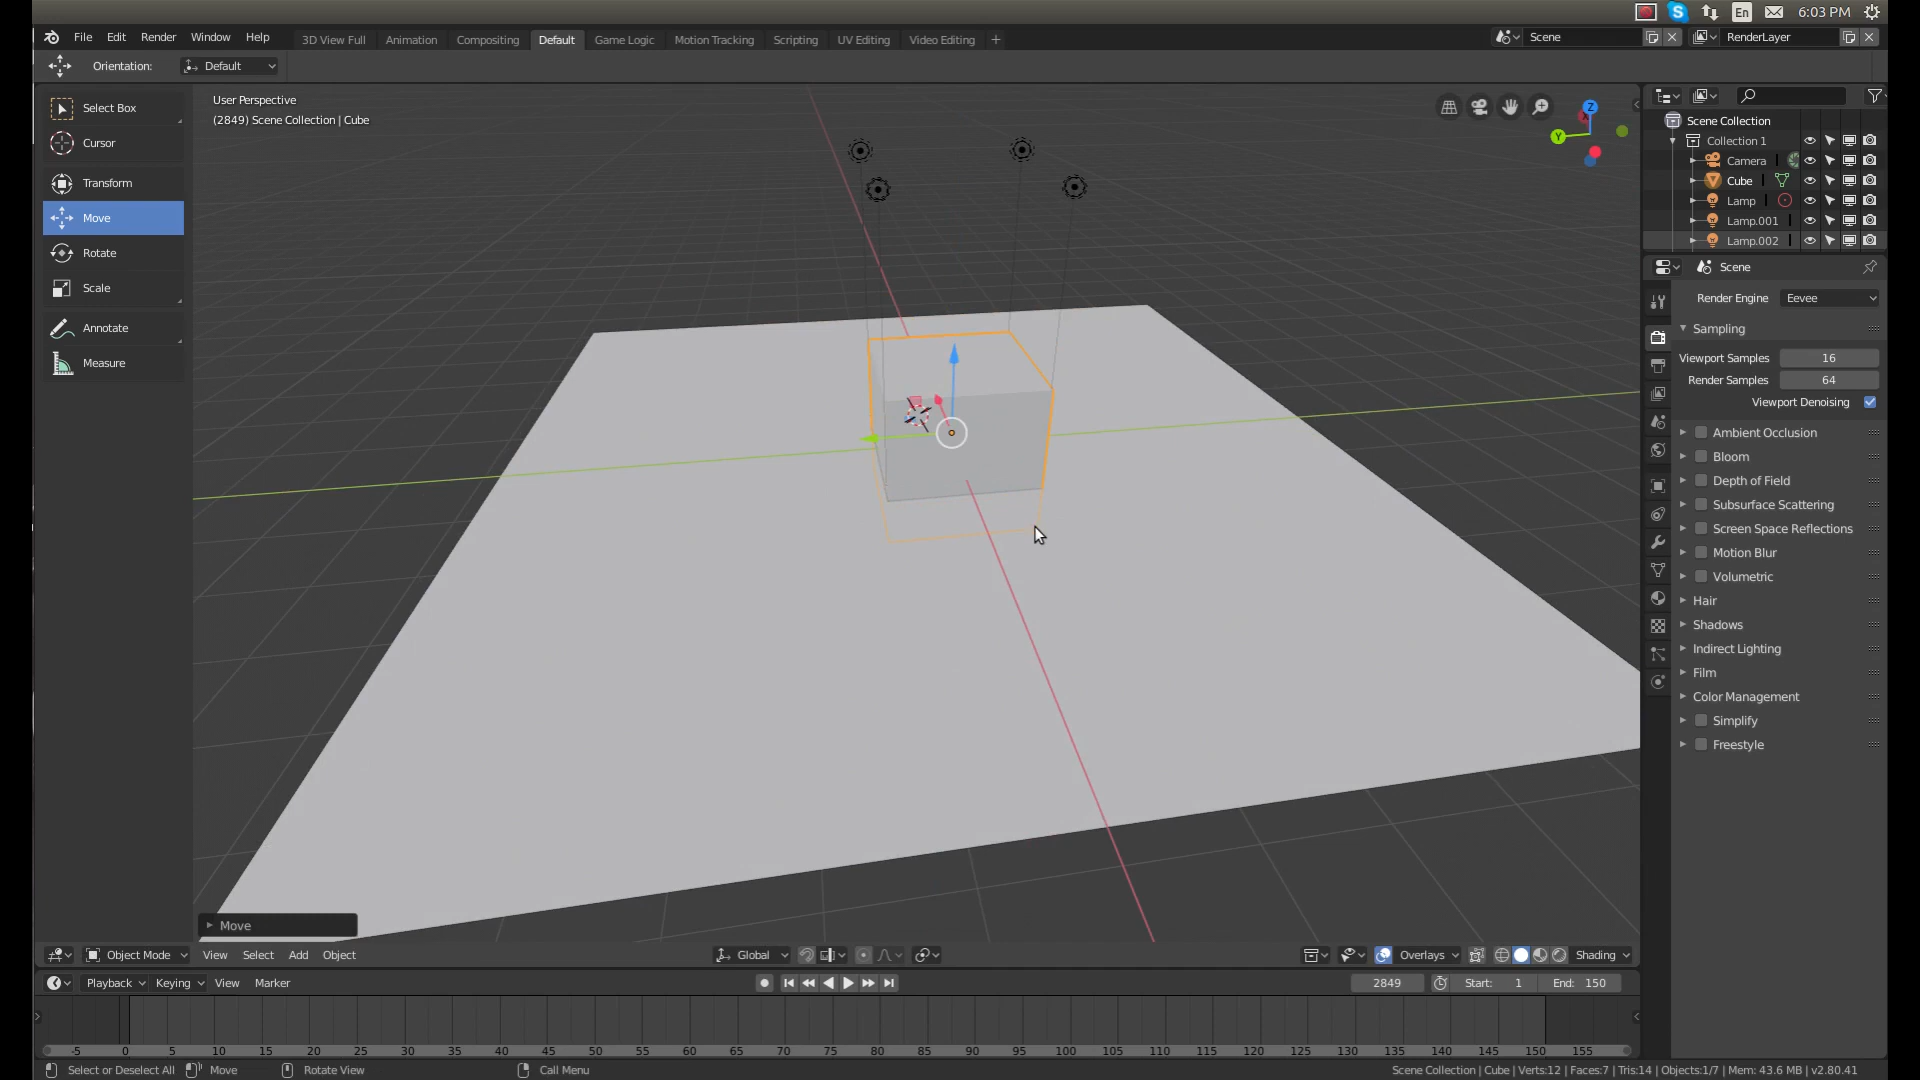 En 6:03 PM
File Edit Render Window Help 3D View Full Animation Compositing Default Game Logic Motion Tracking Scripting UV Editing Video Editing + Scene RenderLayer
Orientation: Default
Select Box
Cursor
Transform
Move
Rotate
Scale
Annotate
Measure
User Perspective
(2849) Scene Collection | Cube
Z
Y
Scene Collection
Collection 1
Camera
Cube
Lamp
Lamp.001
Lamp.002
Scene
Render Engine Eevee
Sampling
Viewport Samples 16
Render Samples 64
Viewport Denoising
Ambient Occlusion
Bloom
Depth of Field
Subsurface Scattering
Screen Space Reflections
Motion Blur
Volumetric
Hair
Shadows
Indirect Lighting
Film
Color Management
Simplify
Freestyle
Move
Object Mode View Select Add Object Global Overlays Shading
Playback Keying View Marker 2849 Start: 1 End: 150
-5 0 5 10 15 20 25 30 35 40 45 50 55 60 65 70 75 80 85 90 95 100 105 110 115 120 125 130 135 140 145 150 155
Select or Deselect All Move Rotate View Call Menu Scene Collection | Cube | Verts:12 | Faces:7 | Tris:14 | Objects:1/7 | Mem: 43.6 MB | v2.80.41